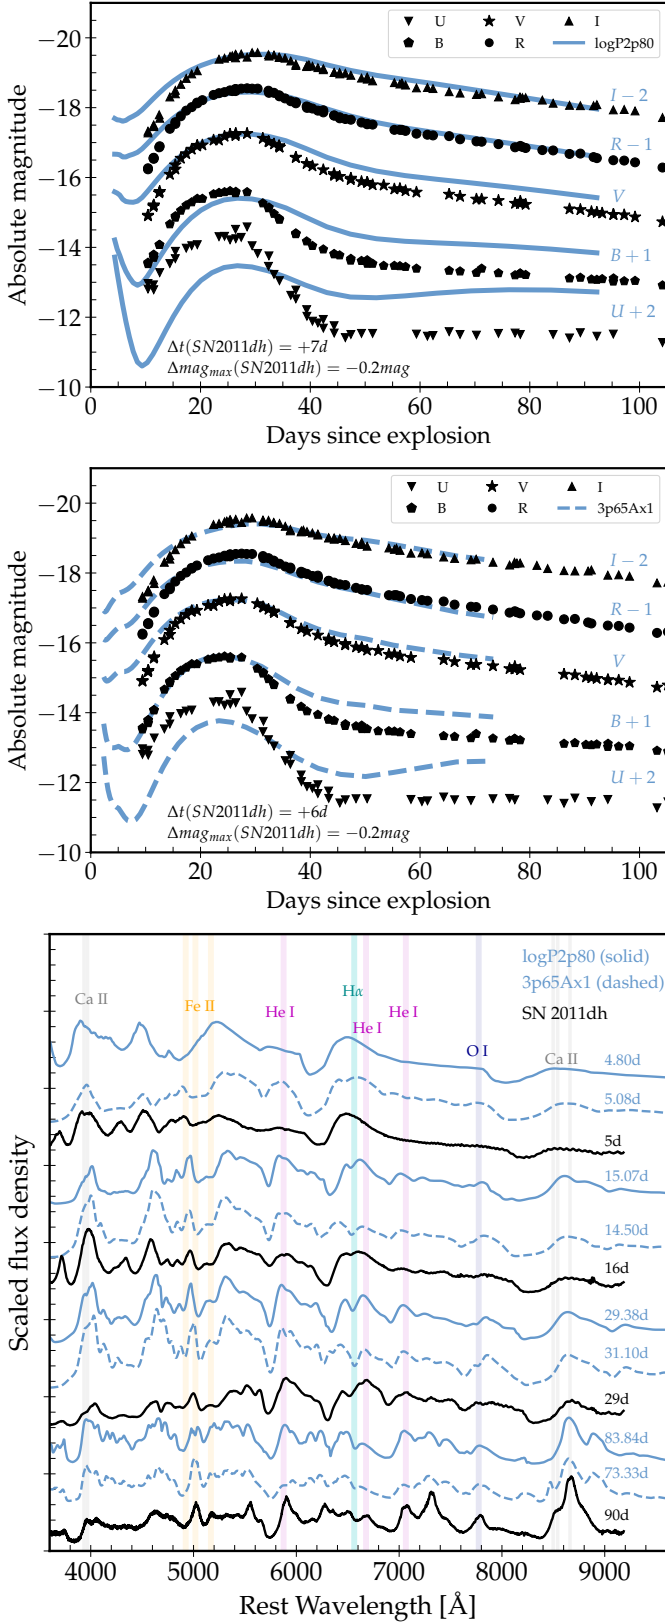 U V I
B R logP2p80
−20
−18
−16
−14
−12
−10
Absolute magnitude
I − 2
R − 1
V
B + 1
U + 2
Δt(SN2011dh) = +7d
Δmag_max(SN2011dh) = −0.2mag
0 20 40 60 80 100
Days since explosion
U V I
B R 3p65Ax1
−20
−18
−16
−14
−12
−10
Absolute magnitude
I − 2
R − 1
V
B + 1
U + 2
Δt(SN2011dh) = +6d
Δmag_max(SN2011dh) = −0.2mag
0 20 40 60 80 100
Days since explosion
logP2p80 (solid)
3p65Ax1 (dashed)
SN 2011dh
Ca II
Fe II
He I
Hα
He I
He I
O I
Ca II
4.80d
5.08d
5d
15.07d
14.50d
16d
29.38d
31.10d
29d
83.84d
73.33d
90d
Scaled flux density
4000 5000 6000 7000 8000 9000
Rest Wavelength [Å]